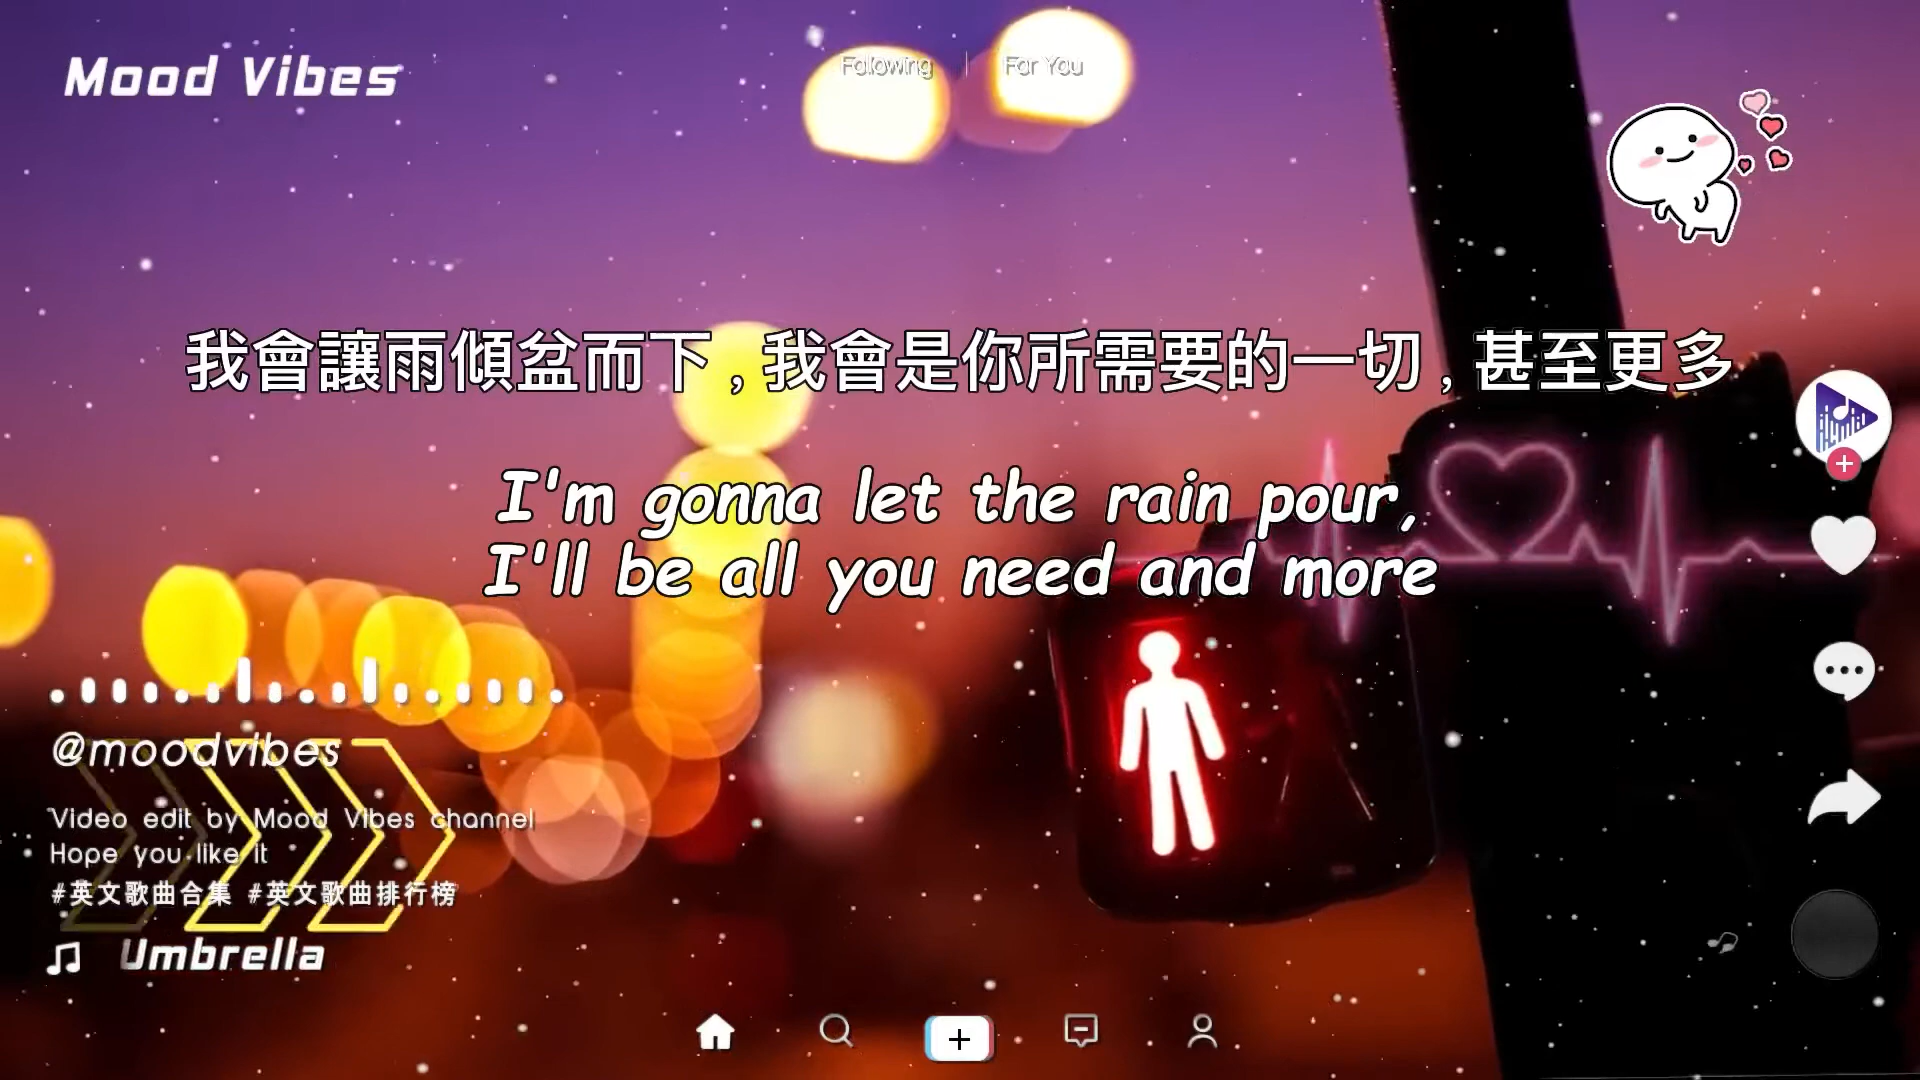 Mood Vibes
Following | For You
我會讓雨傾盆而下，我會是你所需要的一切，甚至更多
I'm gonna let the rain pour,
I'll be all you need and more
@moodvibes
Video edit by Mood Vibes channel
Hope you like it
#英文歌曲合集 #英文歌曲排行榜
Umbrella